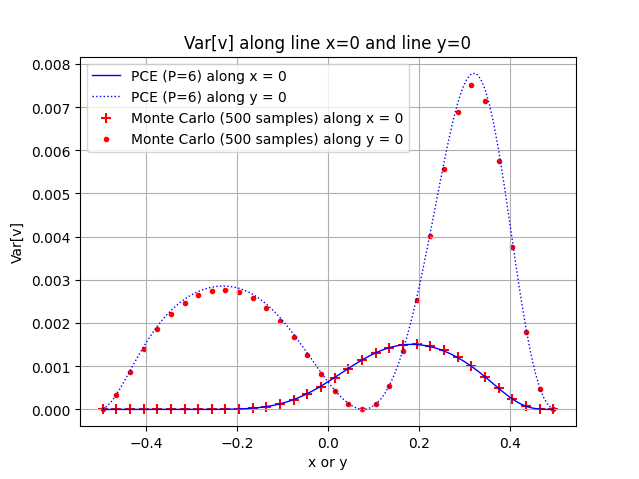 Var[v] along line x=0 and line y=0
PCE (P=6) along x = 0
PCE (P=6) along y = 0
Monte Carlo (500 samples) along x = 0
Monte Carlo (500 samples) along y = 0
Var[v]
0.008
0.007
0.006
0.005
0.004
0.003
0.002
0.001
0.000
−0.4 −0.2 0.0 0.2 0.4
x or y